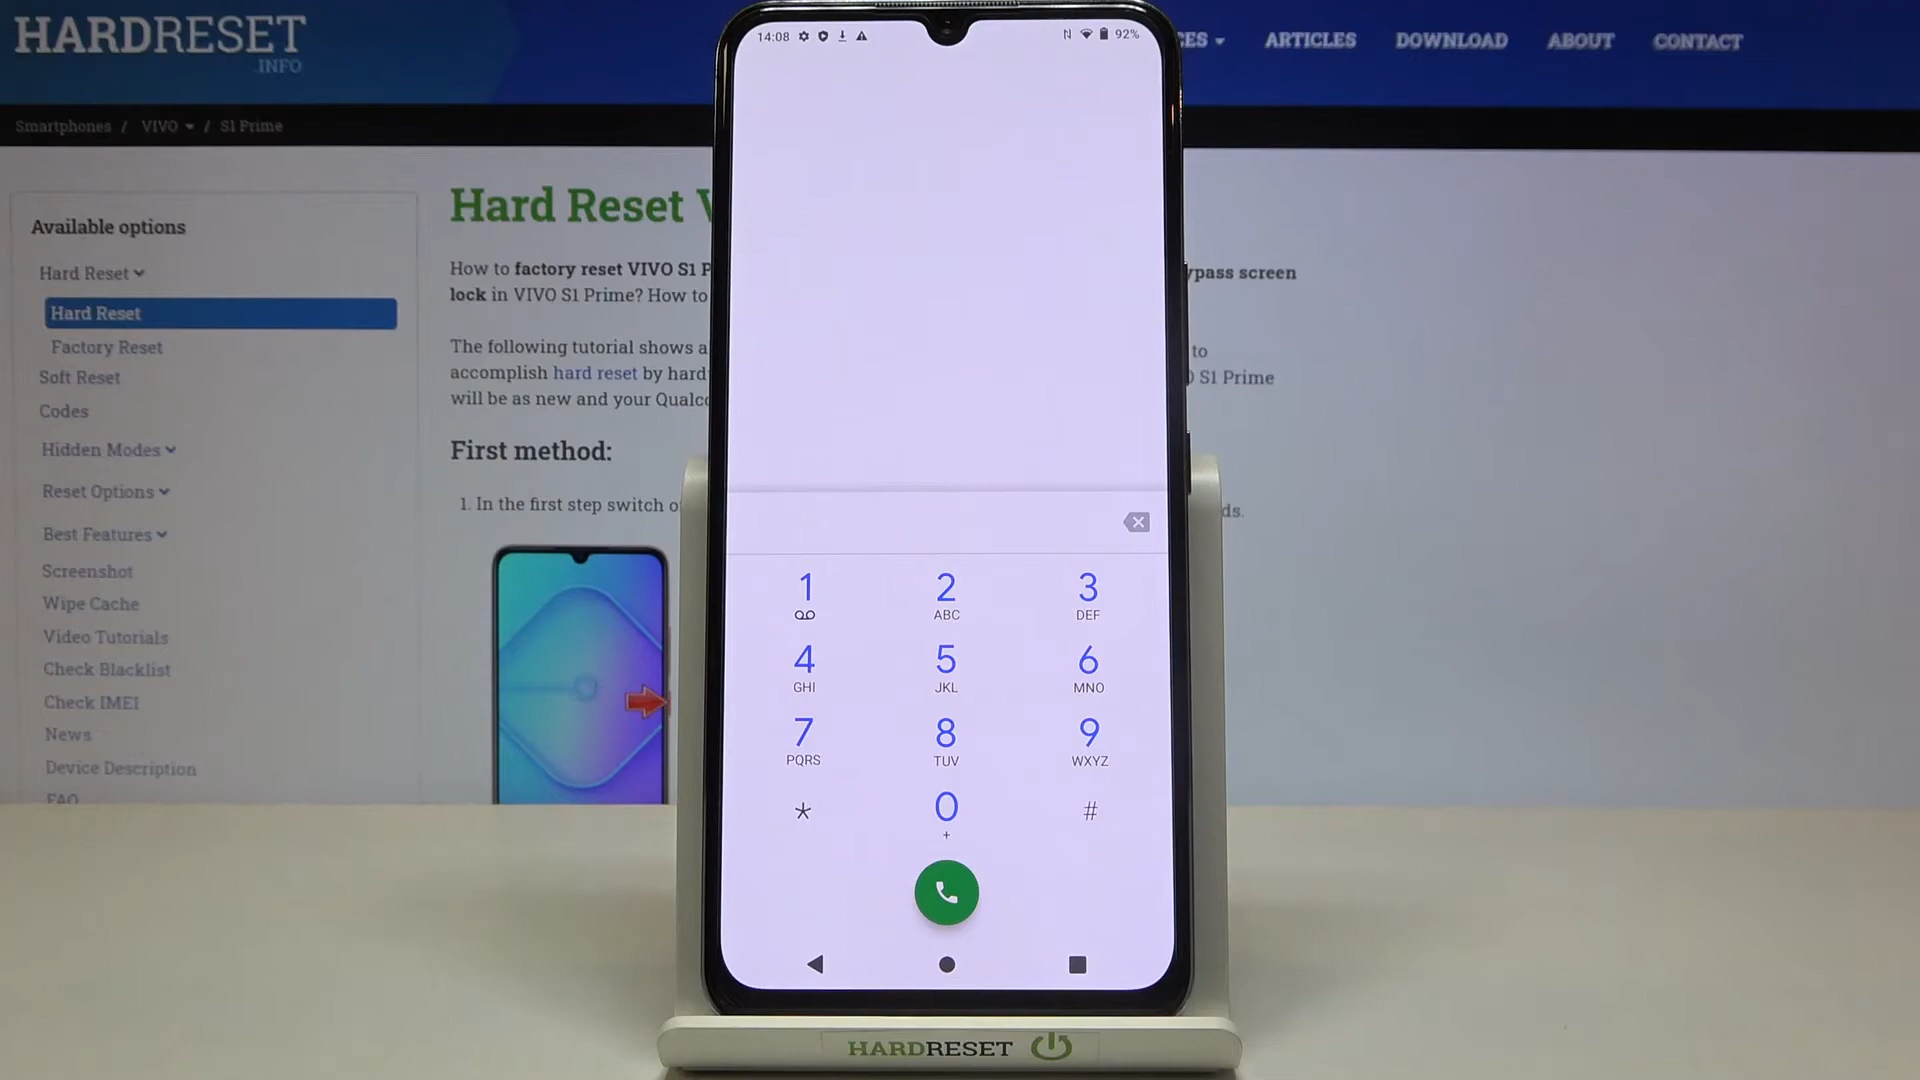 HARDRESET
.INFO
ARTICLES
DOWNLOAD
ABOUT
CONTACT
Smartphones / VIVO / S1 Prime
Available options
Hard Reset
Hard Reset
Factory Reset
Soft Reset
Codes
Hidden Modes
Reset Options
Best Features
Screenshot
Wipe Cache
Video Tutorials
Check Blacklist
Check IMEI
News
Device Description
FAQ
Hard Reset
How to factory reset VIVO S1
screen
lock in VIVO S1 Prime? How to
The following tutorial shows
to
accomplish hard reset by
S1 Prime
will be as new and your
First method:
1. In the first step switch
14:08
92%
1
2
ABC
3
DEF
4
GHI
5
JKL
6
MNO
7
PQRS
8
TUV
9
WXYZ
*
0
+
#
HARDRESET